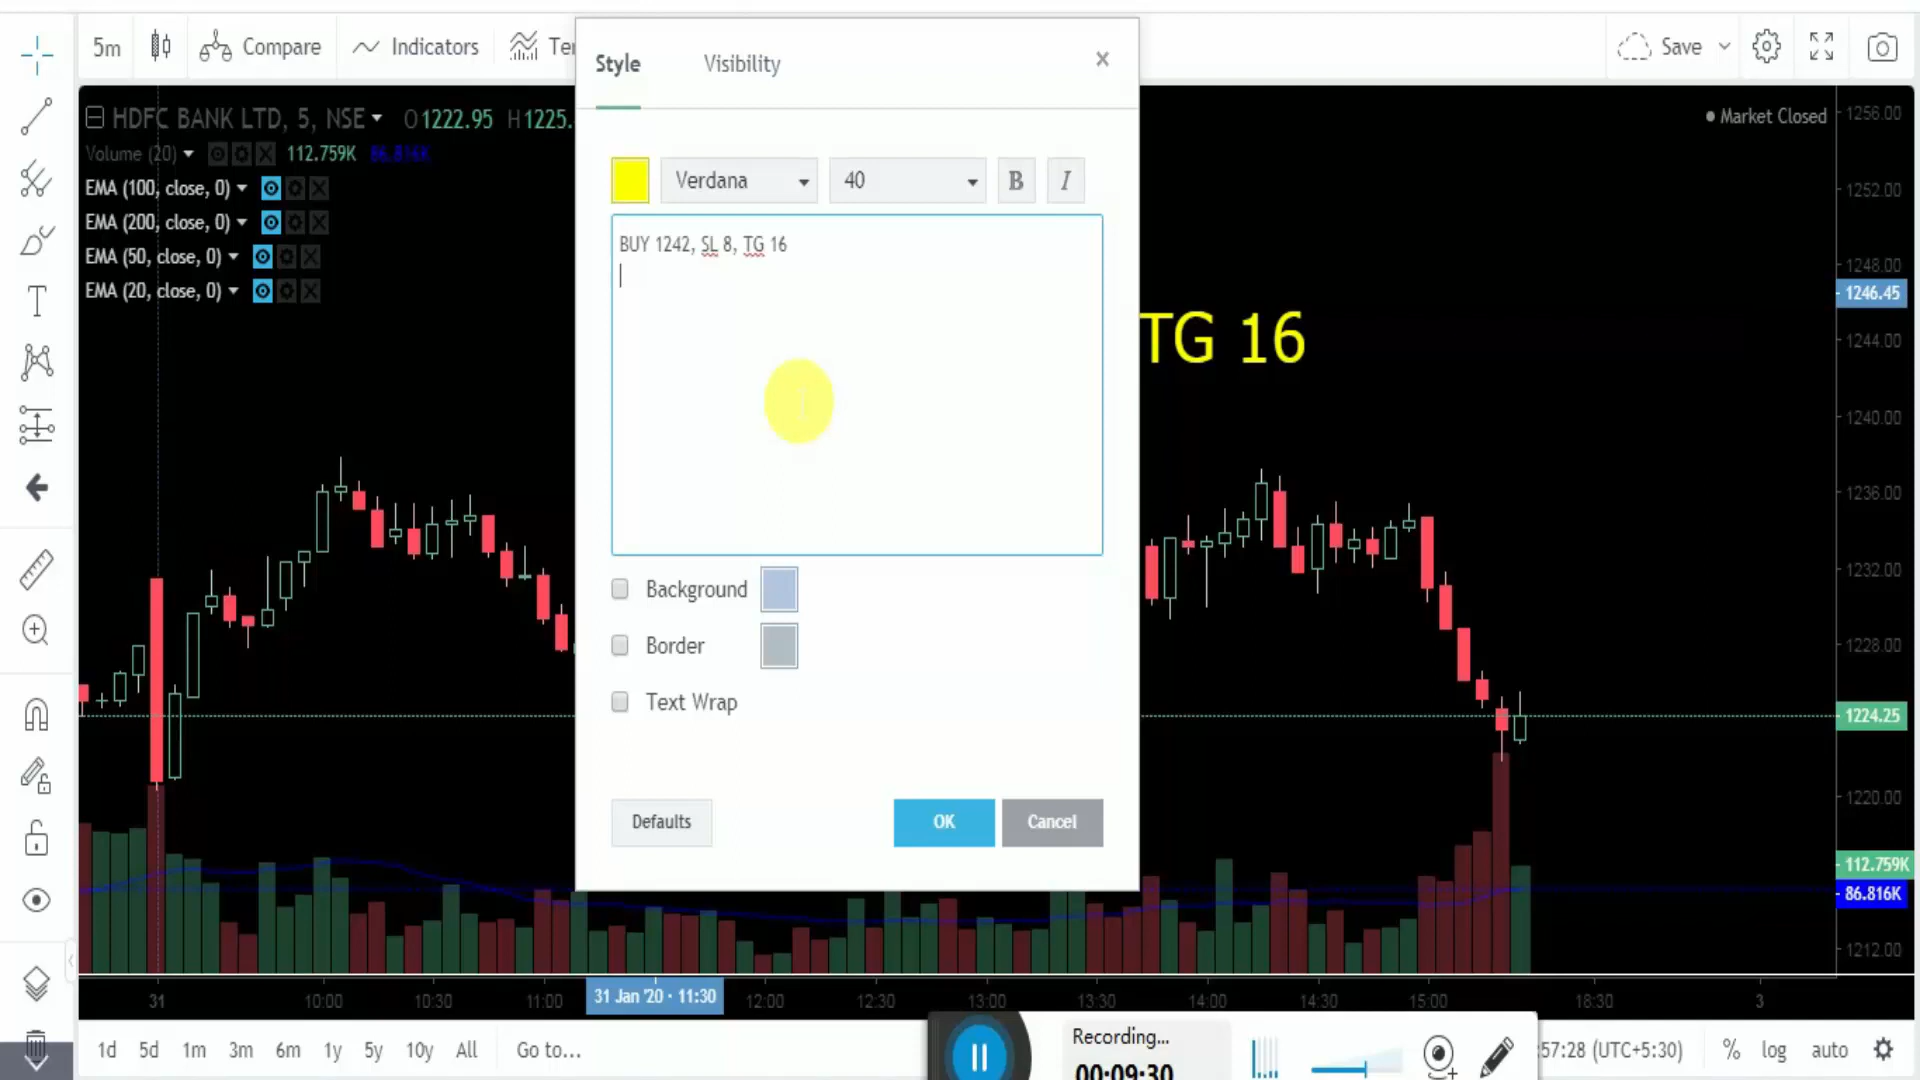 5m
Compare
Indicators
Save
Style
Visibility
x
HDFC BANK LTD, 5, NSE
O1222.95
H1225.
Market Closed
Volume (20)
112.759K
86.816K
EMA (100, close, 0)
EMA (200, close, 0)
EMA (50, close, 0)
EMA (20, close, 0)
Verdana
40
B
I
BUY 1242, SL 8, TG 16
TG 16
Background
Border
Text Wrap
Defaults
OK
Cancel
1256.00
1252.00
1248.00
1246.45
1244.00
1240.00
1236.00
1232.00
1228.00
1224.25
1220.00
112.759K
86.816K
1212.00
31
10:00
10:30
11:00
31 Jan '20 · 11:30
12:00
12:30
13:00
13:30
14:00
14:30
15:00
18:30
3
1d
5d
1m
3m
6m
1y
5y
10y
All
Go to...
Recording...
00:09:30
57:28 (UTC+5:30)
%
log
auto